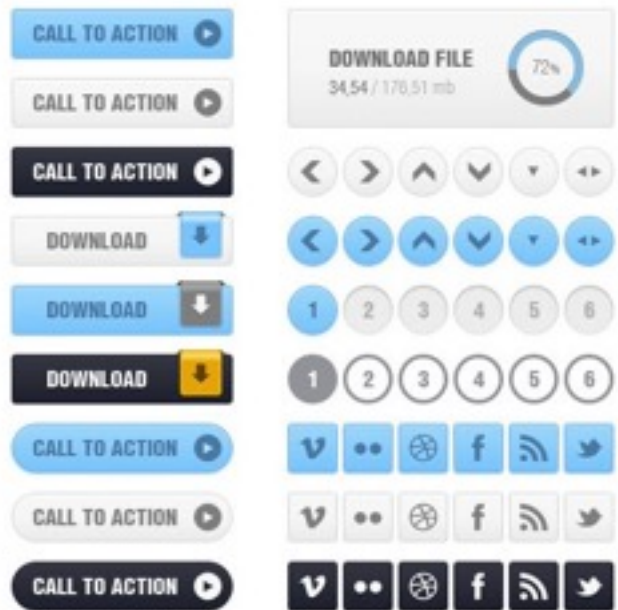 CALL TO ACTION
CALL TO ACTION
CALL TO ACTION
DOWNLOAD
DOWNLOAD
DOWNLOAD
CALL TO ACTION
CALL TO ACTION
CALL TO ACTION
DOWNLOAD FILE
34,54 / 176,51 mb
72%
1 2 3 4 5 6
1 2 3 4 5 6